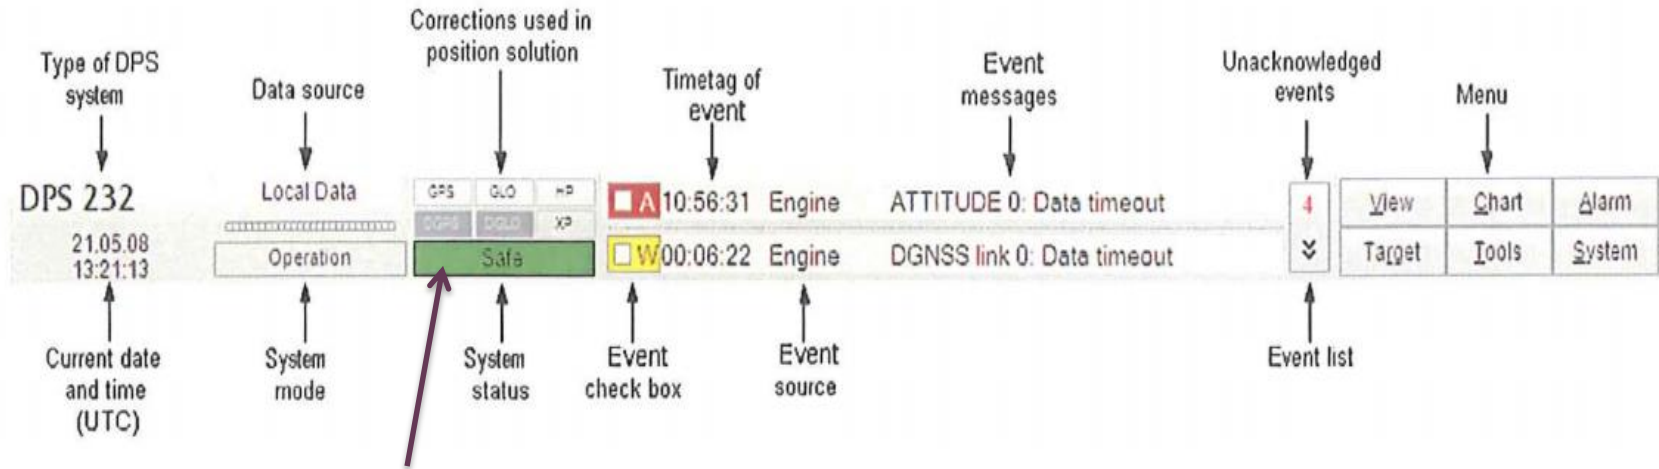 Type of DPS
system
Data source
Corrections used in
position solution
Timetag of
event
Event
messages
Unacknowledged
events
Menu
DPS 232
21.05.08
13:21:13
Local Data
Operation
GPS GLO HP
DGPS DGLO XP
Safe
A 10:56:31 Engine ATTITUDE 0: Data timeout
W 00:06:22 Engine DGNSS link 0: Data timeout
4
View Chart Alarm
Target Tools System
Current date
and time
(UTC)
System
mode
System
status
Event
check box
Event
source
Event list